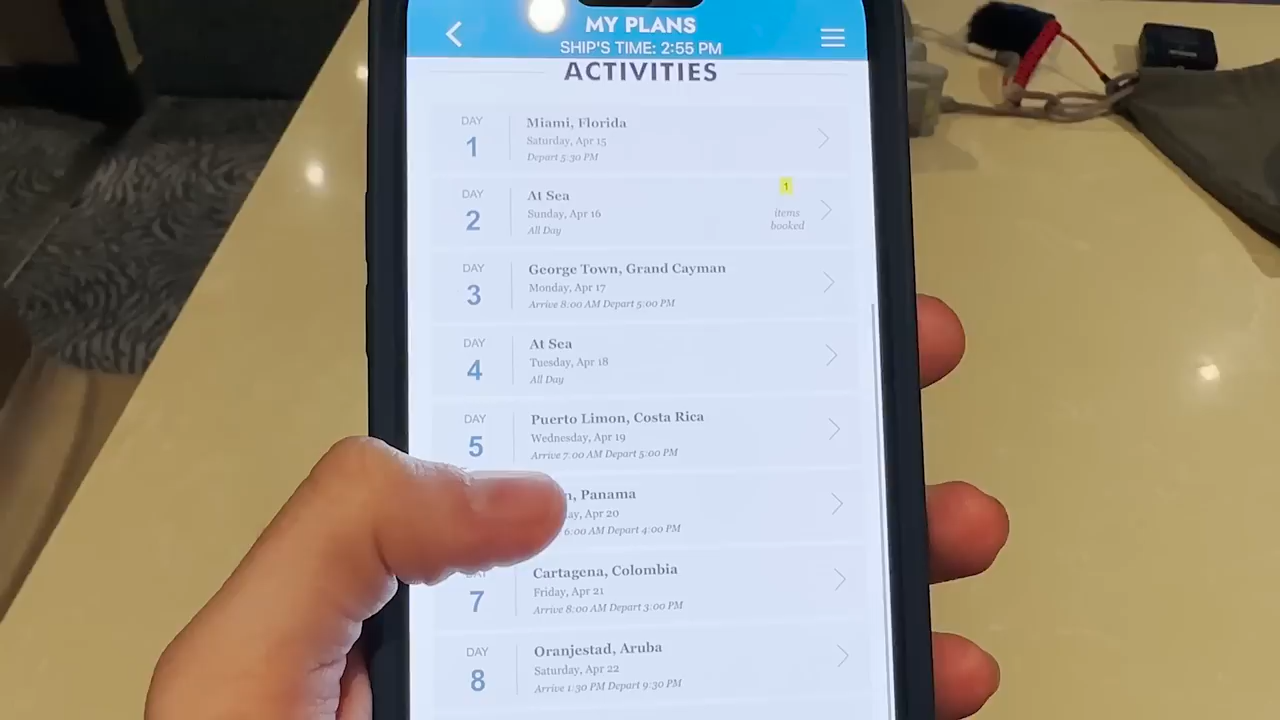 MY PLANS
SHIP'S TIME: 2:55 PM
ACTIVITIES
DAY
1
Miami, Florida
Saturday, Apr 15
Depart 5:30 PM
DAY
2
At Sea
Sunday, Apr 16
All Day
1
items
booked
DAY
3
George Town, Grand Cayman
Monday, Apr 17
Arrive 8:00 AM Depart 5:00 PM
DAY
4
At Sea
Tuesday, Apr 18
All Day
DAY
5
Puerto Limon, Costa Rica
Wednesday, Apr 19
Arrive 7:00 AM Depart 5:00 PM
Panama
Apr 20
6:00 AM Depart 4:00 PM
DAY
7
Cartagena, Colombia
Friday, Apr 21
Arrive 8:00 AM Depart 3:00 PM
DAY
8
Oranjestad, Aruba
Saturday, Apr 22
Arrive 1:30 PM Depart 9:30 PM